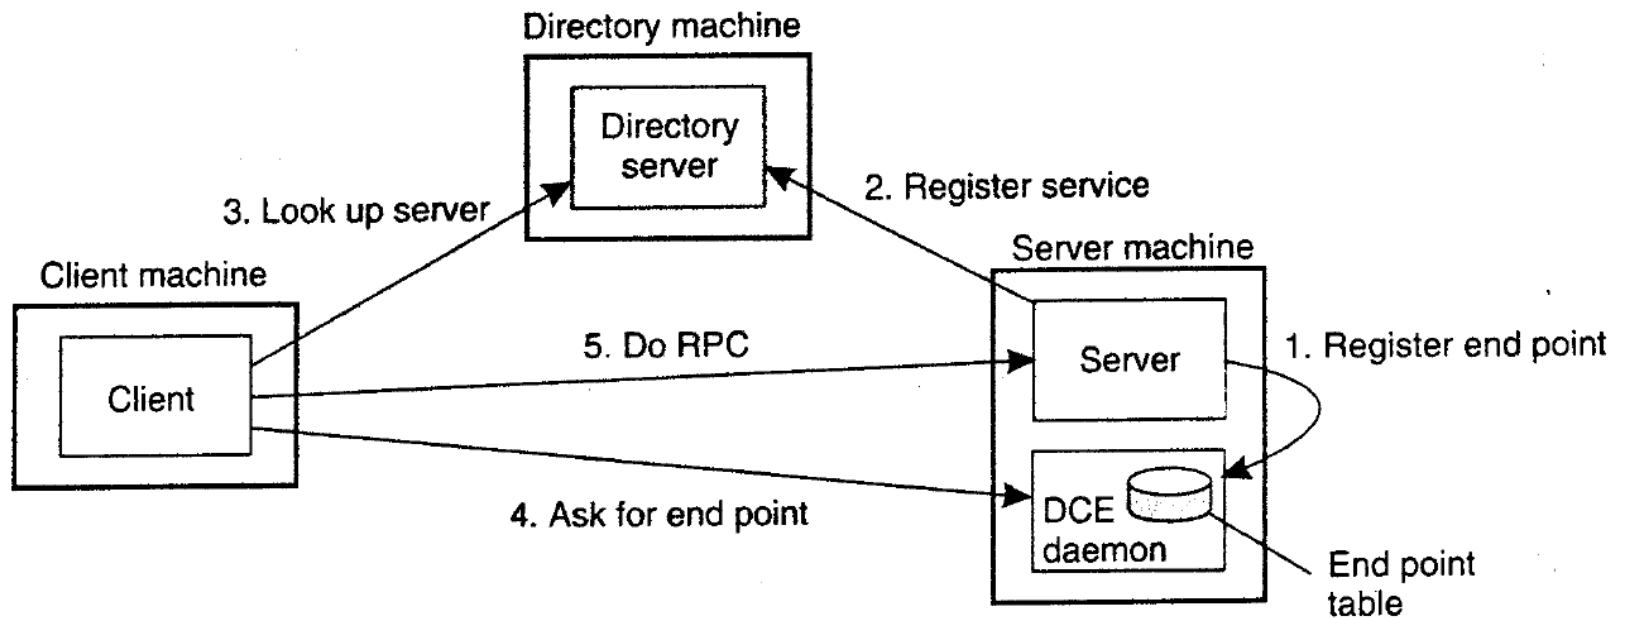 Directory machine
Directory
server
2. Register service
3. Look up server
Server machine
Client machine
5. Do RPC
1. Register end point
Server
Client
4. Ask for end point
DCE
daemon
End point
table